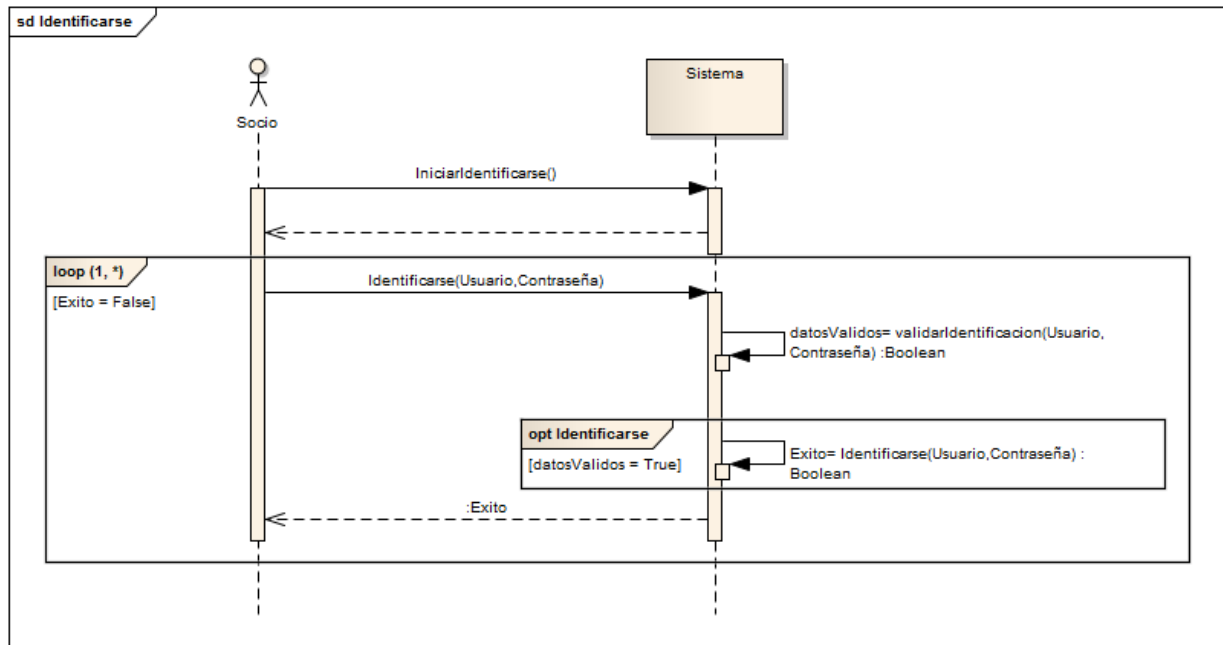 sd Identificarse
Socio
Sistema
IniciarIdentificarse()
loop (1, *)
[Exito = False]
Identificarse(Usuario,Contraseña)
datosValidos= validarIdentificacion(Usuario,
Contraseña) :Boolean
opt Identificarse
[datosValidos = True]
Exito= Identificarse(Usuario,Contraseña) :
Boolean
:Exito